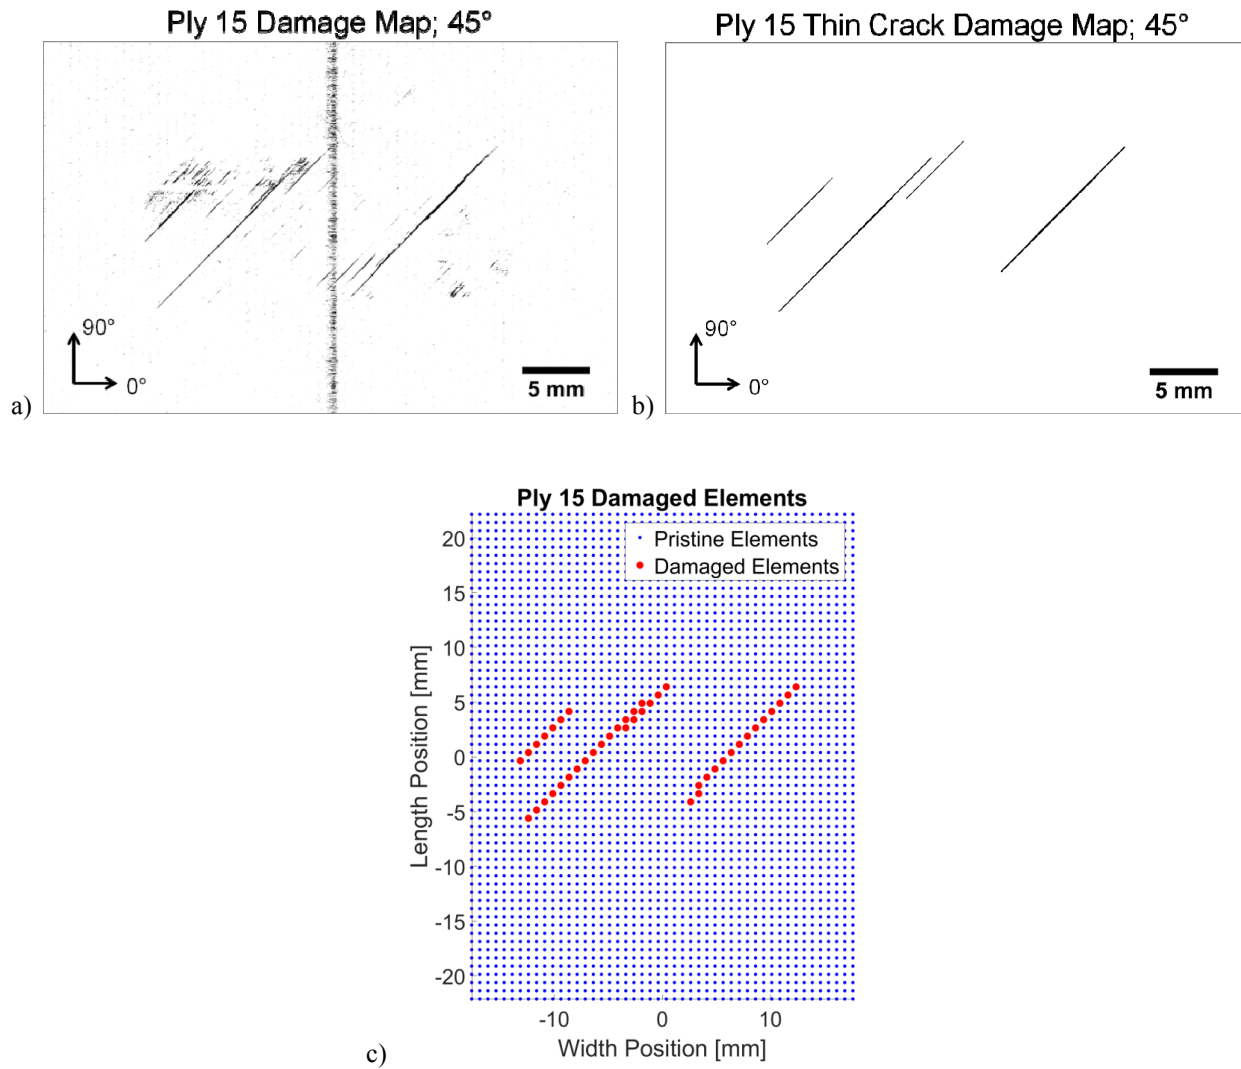 Ply 15 Damage Map; 45°
90°
0°
5 mm
a)
Ply 15 Thin Crack Damage Map; 45°
90°
0°
5 mm
b)
Ply 15 Damaged Elements
Pristine Elements
Damaged Elements
20
15
10
5
0
-5
-10
-15
-20
Length Position [mm]
-10 0 10
Width Position [mm]
c)